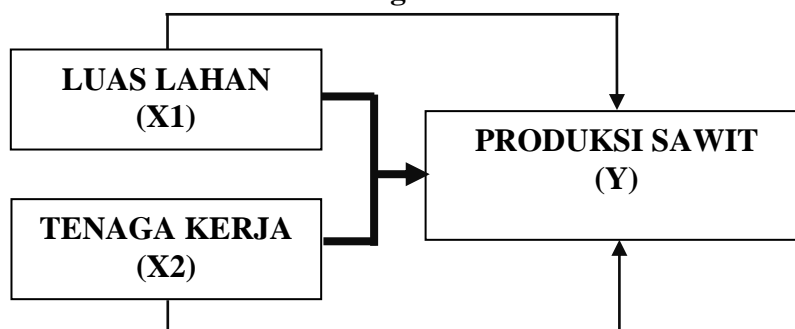 LUAS LAHAN
(X1)
PRODUKSI SAWIT
(Y)
TENAGA KERJA
(X2)